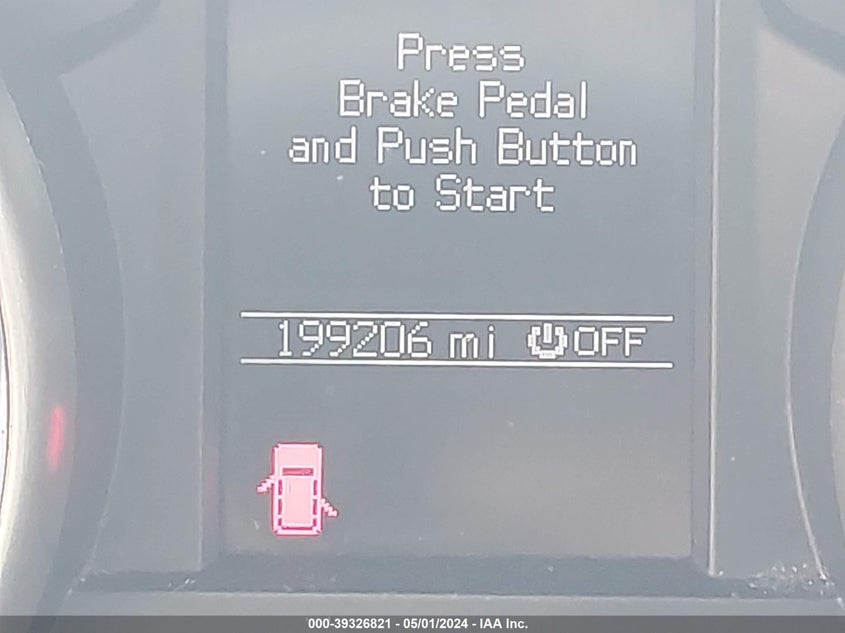 Press
Brake Pedal
and Push Button
to Start
199206 mi OFF
000-39326821 - 05/01/2024 - IAA Inc.